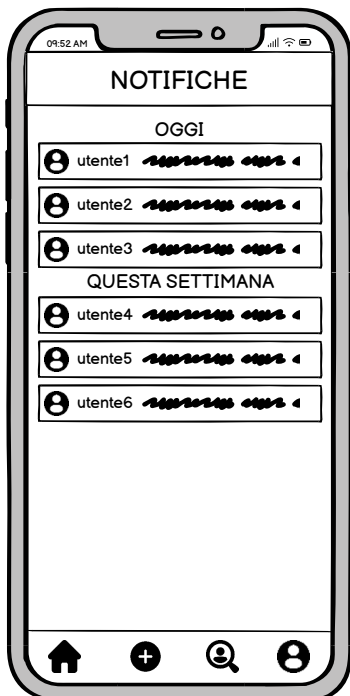 09:52 AM
NOTIFICHE
OGGI
utente1
utente2
utente3
QUESTA SETTIMANA
utente4
utente5
utente6